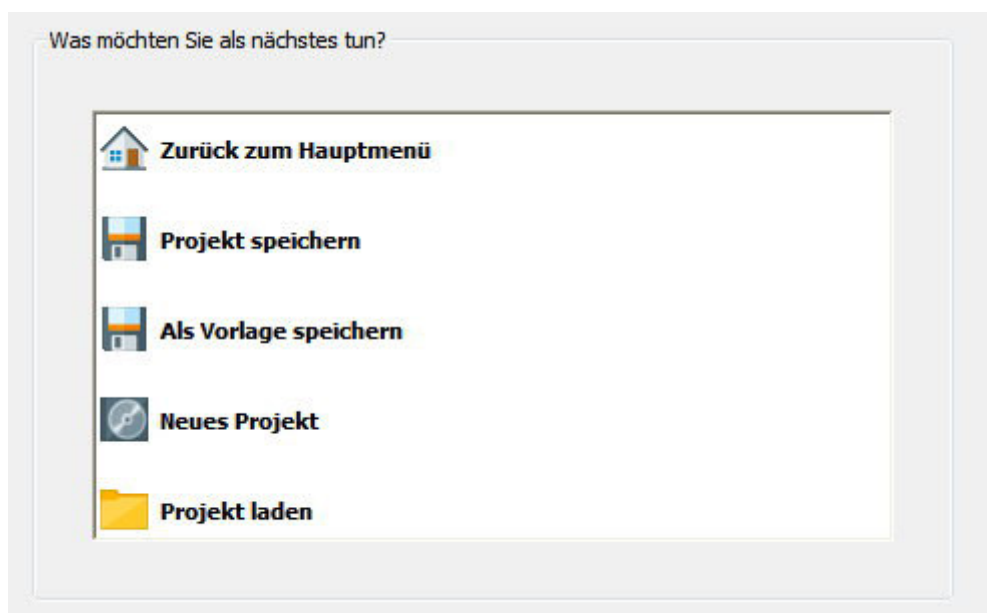 Was möchten Sie als nächstes tun?
Zurück zum Hauptmenü
Projekt speichern
Als Vorlage speichern
Neues Projekt
Projekt laden